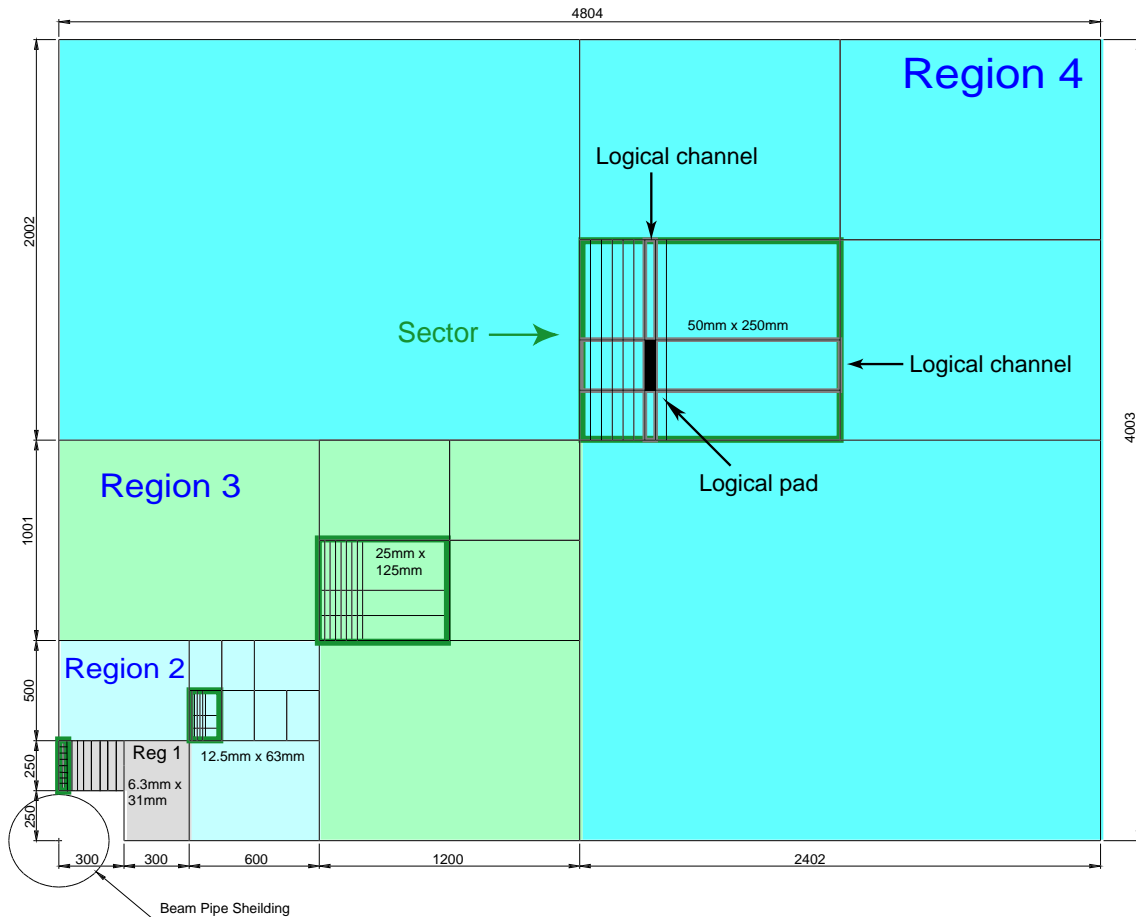 4804
Region 4
Logical channel
2002
Sector
50mm x 250mm
Logical channel
4003
Logical pad
Region 3
1001
25mm x
125mm
Region 2
500
Reg 1
12.5mm x 63mm
250
6.3mm x
31mm
250
300
300
600
1200
2402
Beam Pipe Sheilding